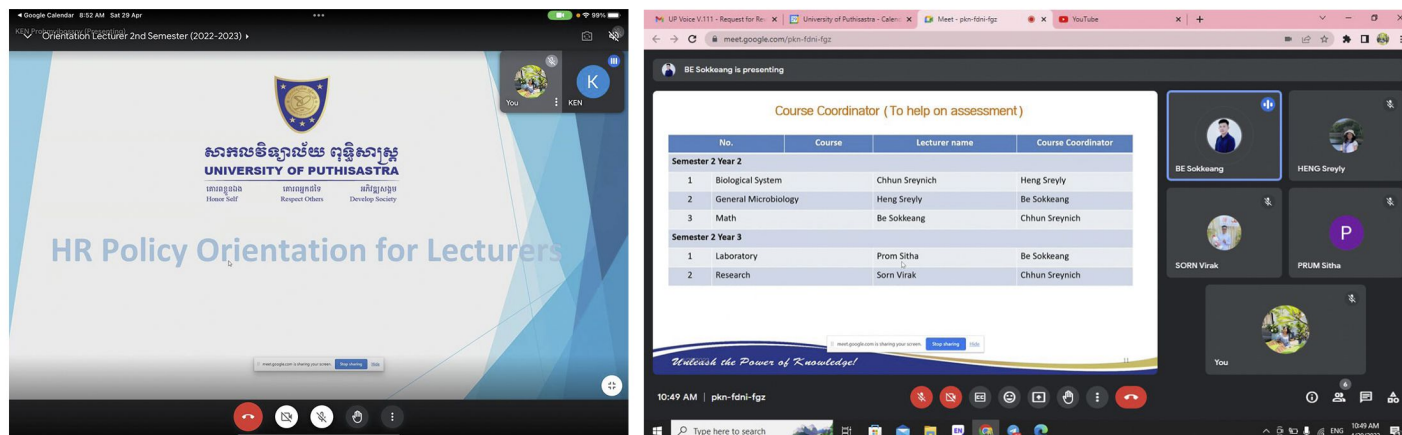 Google Calendar 8:52 AM Sat 29 Apr
99%
Orientation Lecturer 2nd Semester (2022-2023)
You
K
KEN
សាកលវិទ្យាល័យ ពុទ្ធិសាស្ត្រ
UNIVERSITY OF PUTHISASTRA
គោរពខ្លួនឯង គោរពអ្នកដទៃ អភិវឌ្ឍសង្គម
Honor Self Respect Others Develop Society
HR Policy Orientation for Lecturers
meet.google.com is sharing your screen. Stop sharing Hide
UP Voice V.111 - Request for Re
University of Puthisastra - Calen
Meet - pkn-fdni-fgz
YouTube
meet.google.com/pkn-fdni-fgz
BE Sokkeang is presenting
Course Coordinator (To help on assessment)
No. Course Lecturer name Course Coordinator
Semester 2 Year 2
1 Biological System Chhun Sreynich Heng Sreyly
2 General Microbiology Heng Sreyly Be Sokkeang
3 Math Be Sokkeang Chhun Sreynich
Semester 2 Year 3
1 Laboratory Prom Sitha Be Sokkeang
2 Research Sorn Virak Chhun Sreynich
meet.google.com is sharing your screen. Stop sharing Hide
Unleash the Power of Knowledge!
11
BE Sokkeang
HENG Sreyly
SORN Virak
P
PRUM Sitha
You
10:49 AM | pkn-fdni-fgz
6
Type here to search
EN
ENG
10:49 AM